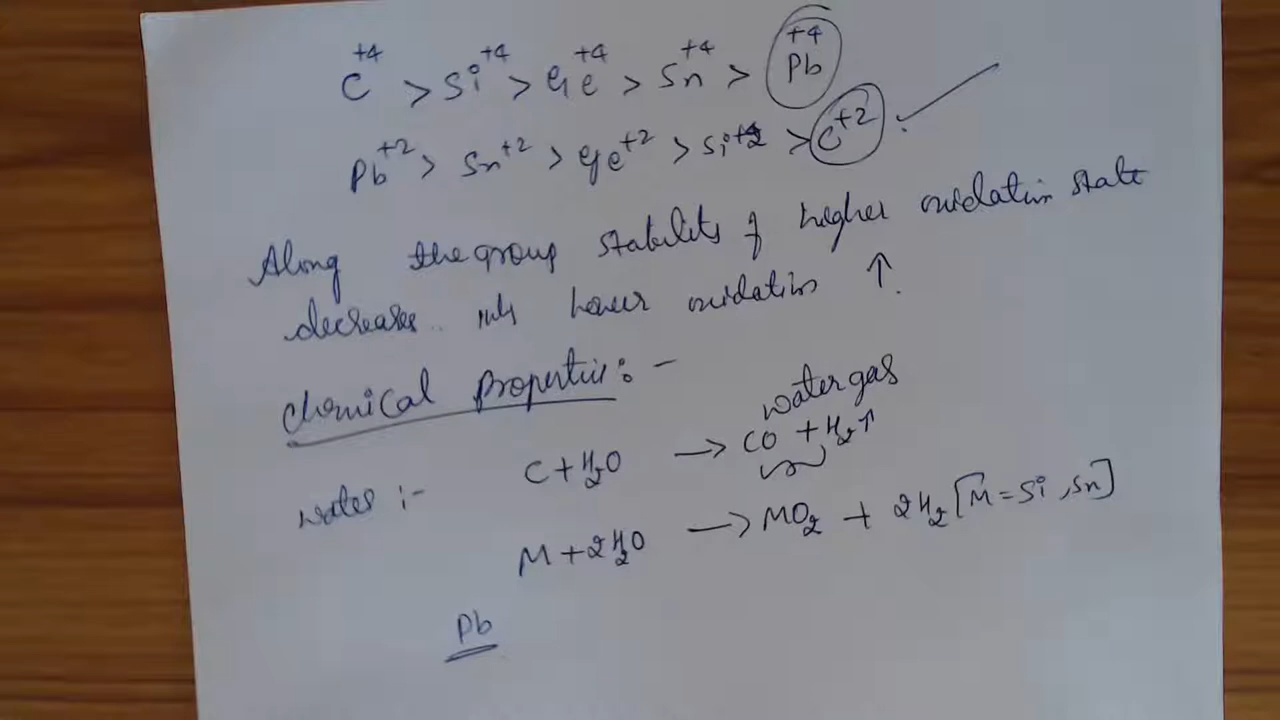 C⁺⁴ > Si⁺⁴ > Ge⁺⁴ > Sn⁺⁴ > Pb⁺⁴
Pb⁺² > Sn⁺² > Ge⁺² > Si⁺² > C⁺²
Along the group stability of higher oxidation state
decreases lower oxidation ↑.
Chemical Properties: -
water gas
water :- C + H₂O → CO + H₂↑
M + 2H₂O → MO₂ + 2H₂ [M = Si, Sn]
Pb